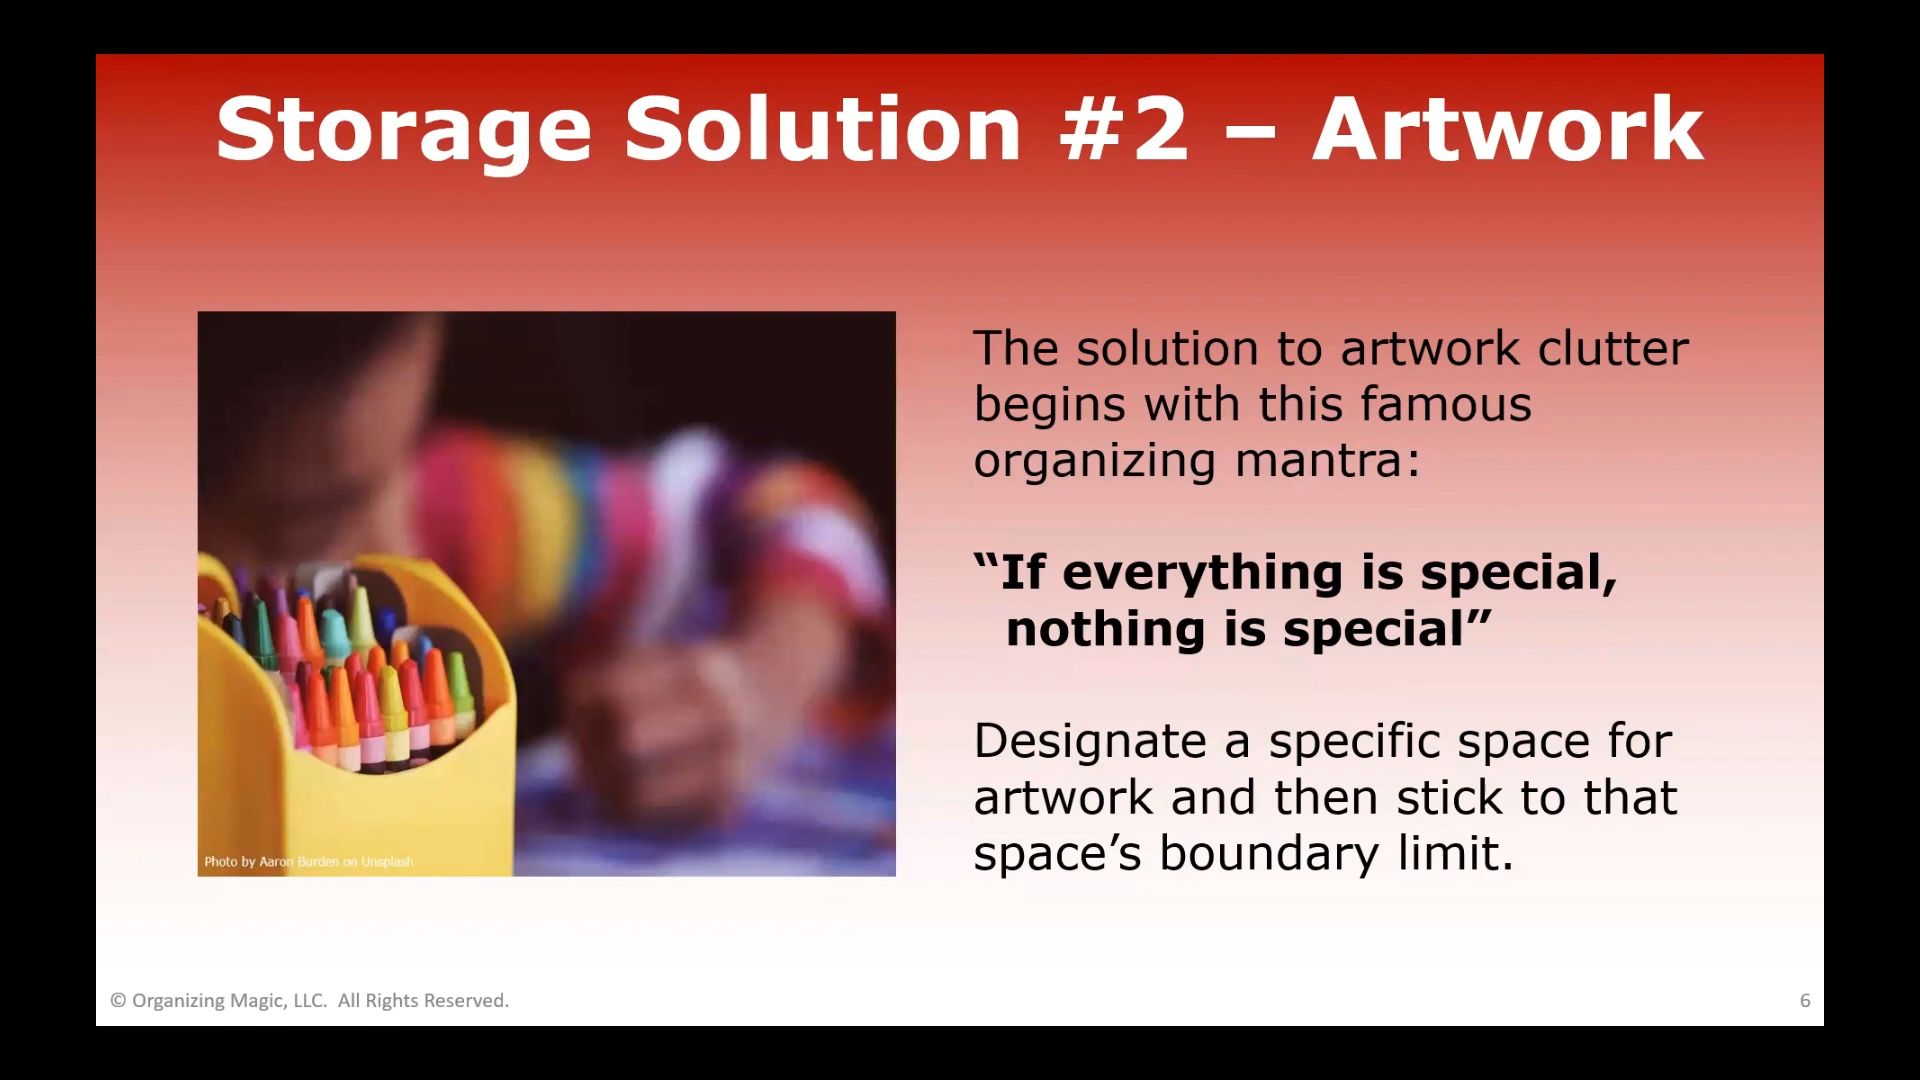 Storage Solution #2 – Artwork
The solution to artwork clutter
begins with this famous
organizing mantra:
“If everything is special,
nothing is special”
Designate a specific space for
artwork and then stick to that
space’s boundary limit.
Photo by Aaron Burden on Unsplash
© Organizing Magic, LLC. All Rights Reserved.
6